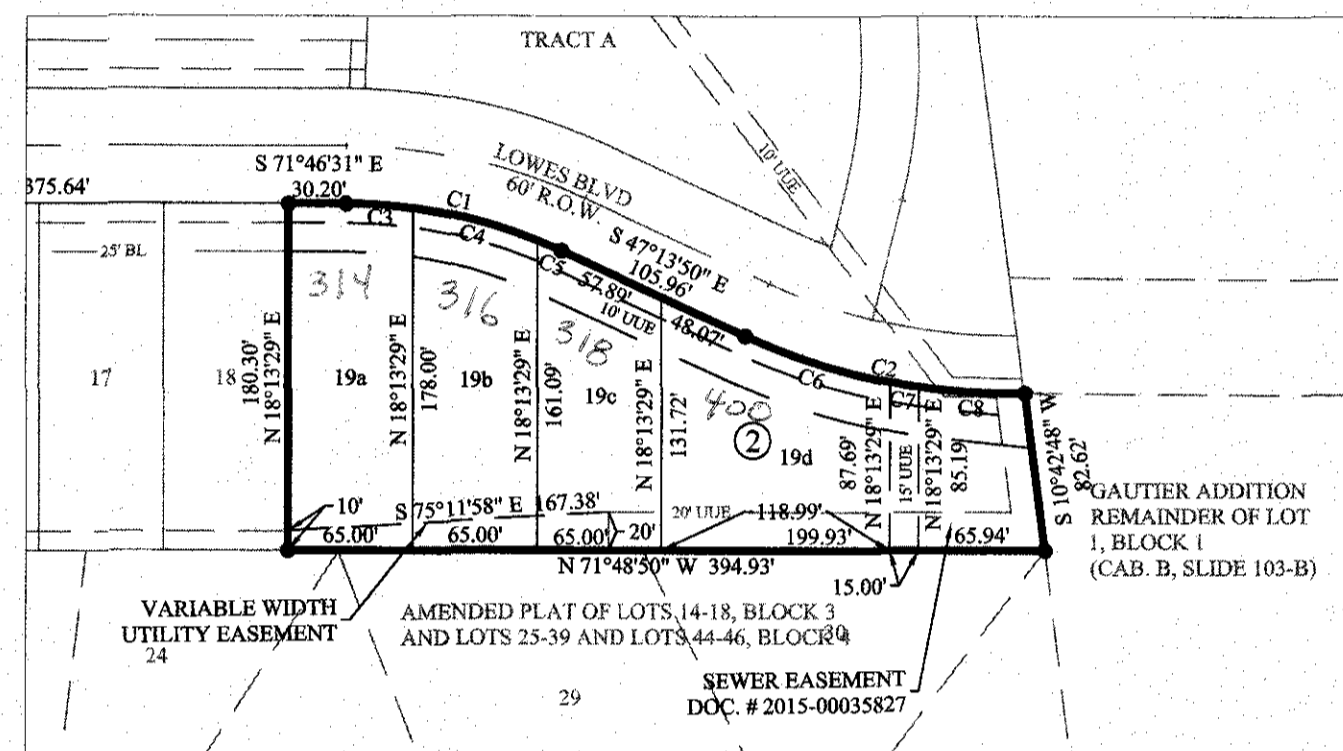 TRACT A
10' UUE
LOWES BLVD
60' R.O.W.
S 71°46'31" E
30.20'
375.64'
C1
C3
C4
C5
S 47°13'50" E
105.96'
57.89'
10' UUE
48.07'
25' BL
314
316
318
400
17
18
180.30'
N 18°13'29" E
19a
N 18°13'29" E
178.00'
19b
N 18°13'29" E
161.09'
19c
N 18°13'29" E
131.72'
2
19d
C6
C2
C7
C8
87.69'
N 18°13'29" E
15' UUE
N 18°13'29" E
85.19'
S 10°42'48" W
82.62'
10'
S 75°11'58" E 167.38'
65.00'
65.00'
65.00'
20'
20' UUE
118.99'
199.93'
65.94'
15.00'
N 71°48'50" W 394.93'
GAUTIER ADDITION
REMAINDER OF LOT
1, BLOCK 1
(CAB. B, SLIDE 103-B)
VARIABLE WIDTH
UTILITY EASEMENT
24
AMENDED PLAT OF LOTS 14-18, BLOCK 3
AND LOTS 25-39 AND LOTS 44-46, BLOCK 4
30
29
SEWER EASEMENT
DOC. # 2015-00035827